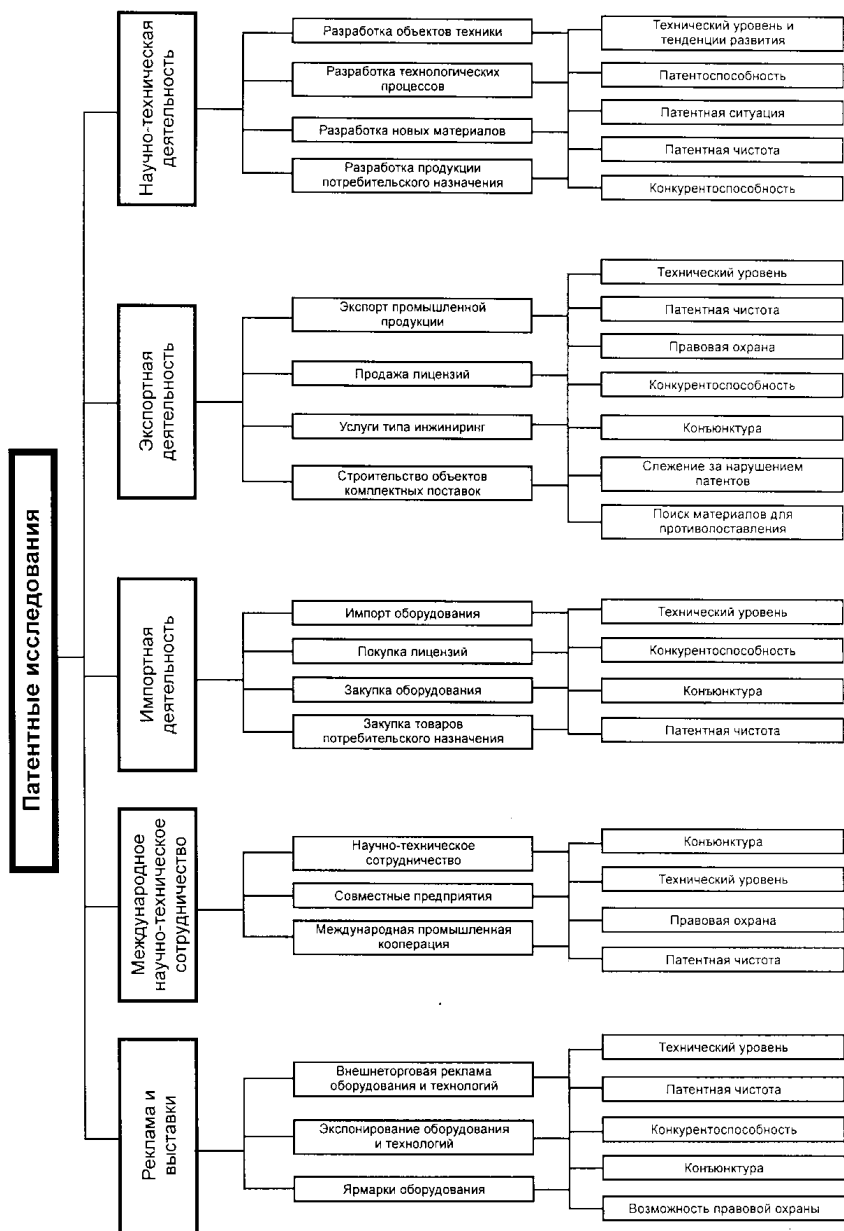 Патентные исследования
Научно-техническая
деятельность
Разработка объектов техники
Разработка технологических
процессов
Разработка новых материалов
Разработка продукции
потребительского назначения
Технический уровень и
тенденции развития
Патентоспособность
Патентная ситуация
Патентная чистота
Конкурентоспособность
Экспортная
деятельность
Экспорт промышленной
продукции
Продажа лицензий
Услуги типа инжиниринг
Строительство объектов
комплектных поставок
Технический уровень
Патентная чистота
Правовая охрана
Конкурентоспособность
Конъюнктура
Слежение за нарушением
патентов
Поиск материалов для
противопоставления
Импортная
деятельность
Импорт оборудования
Покупка лицензий
Закупка оборудования
Закупка товаров
потребительского назначения
Технический уровень
Конкурентоспособность
Конъюнктура
Патентная чистота
Международное
научно-техническое
сотрудничество
Научно-техническое
сотрудничество
Совместные предприятия
Международная промышленная
кооперация
Конъюнктура
Технический уровень
Правовая охрана
Патентная чистота
Реклама и
выставки
Внешнеторговая реклама
оборудования и технологий
Экспонирование оборудования
и технологий
Ярмарки оборудования
Технический уровень
Патентная чистота
Конкурентоспособность
Конъюнктура
Возможность правовой охраны